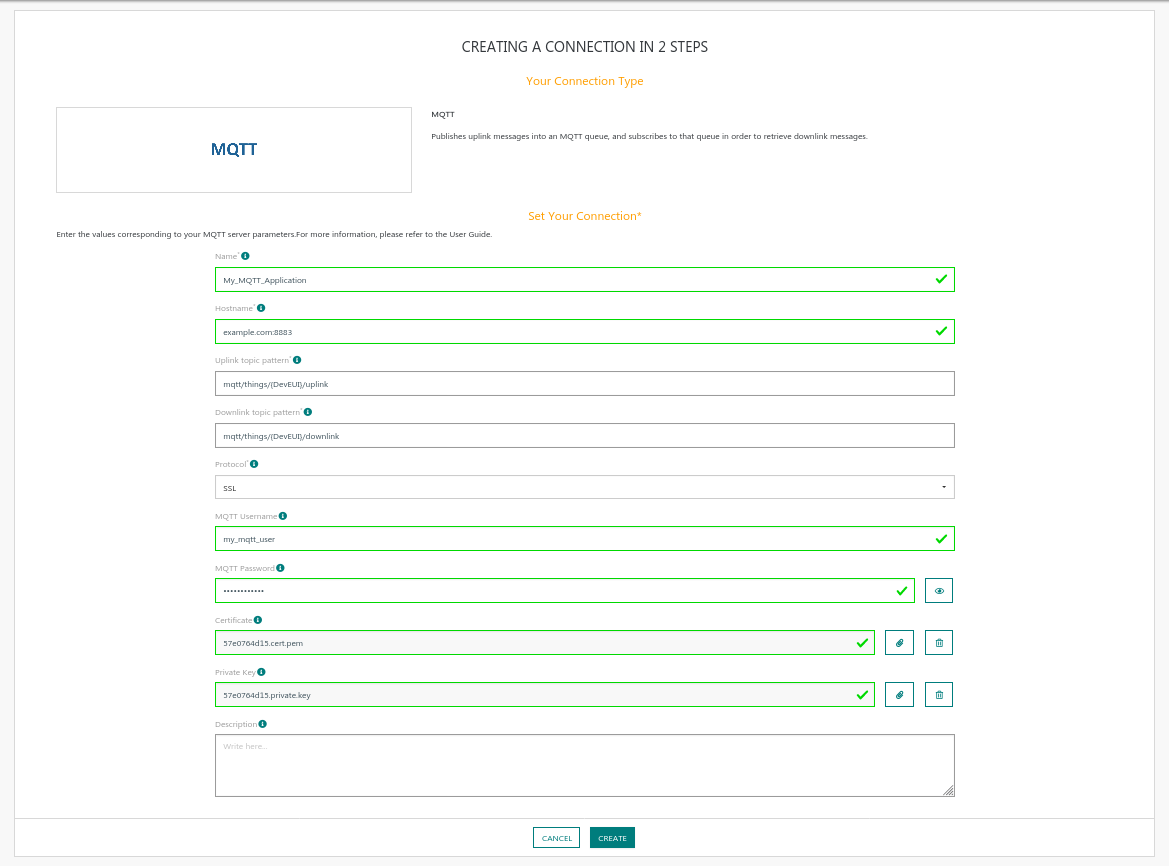 CREATING A CONNECTION IN 2 STEPS
Your Connection Type
MQTT
MQTT
Publishes uplink messages into an MQTT queue, and subscribes to that queue in order to retrieve downlink messages.
Set Your Connection*
Enter the values corresponding to your MQTT server parameters.For more information, please refer to the User Guide.
Name*
My_MQTT_Application
Hostname*
example.com:8883
Uplink topic pattern*
mqtt/things/{DevEUI}/uplink
Downlink topic pattern*
mqtt/things/{DevEUI}/downlink
Protocol*
SSL
MQTT Username
my_mqtt_user
MQTT Password
••••••••••••
Certificate
57e0764d15.cert.pem
Private Key
57e0764d15.private.key
Description
Write here...
CANCEL CREATE